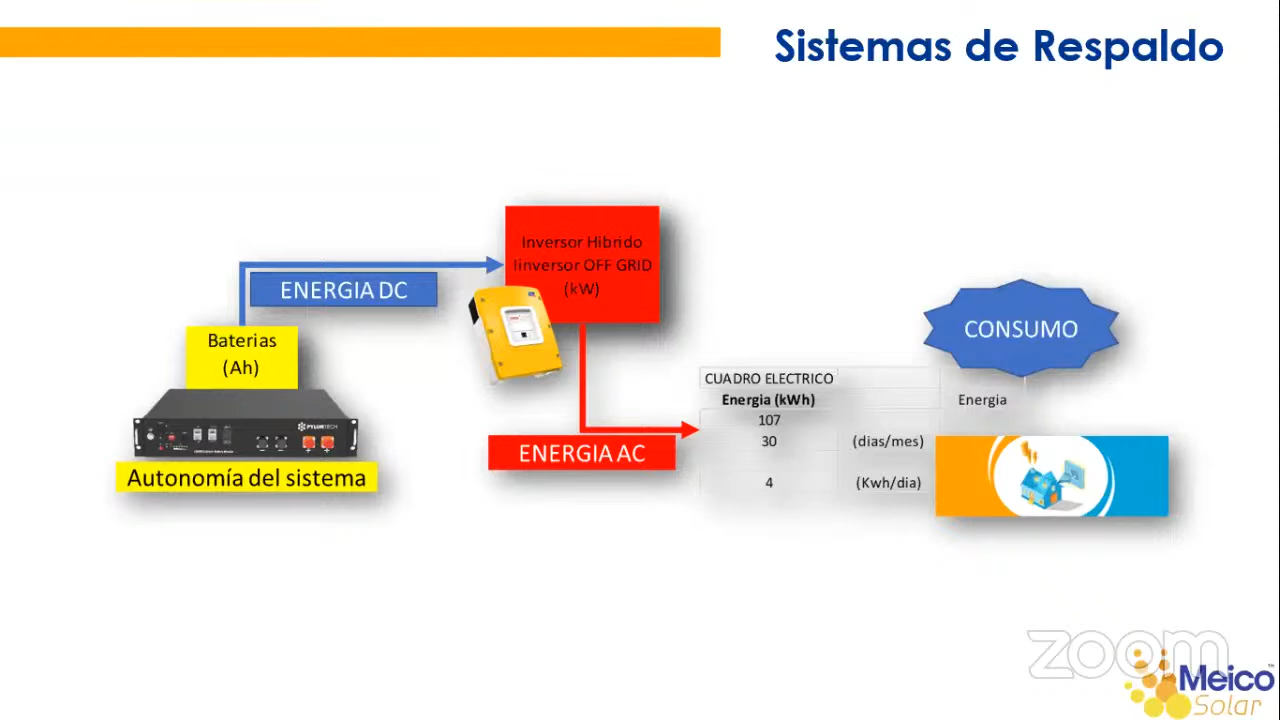 Sistemas de Respaldo
Inversor Hibrido
Iinversor OFF GRID
(kW)
ENERGIA DC
Baterias
(Ah)
PYLONTECH
Autonomía del sistema
ENERGIA AC
CONSUMO
CUADRO ELECTRICO
Energia (kWh) Energia
107
30 (dias/mes)
4 (Kwh/dia)
zoom
Meico
Solar